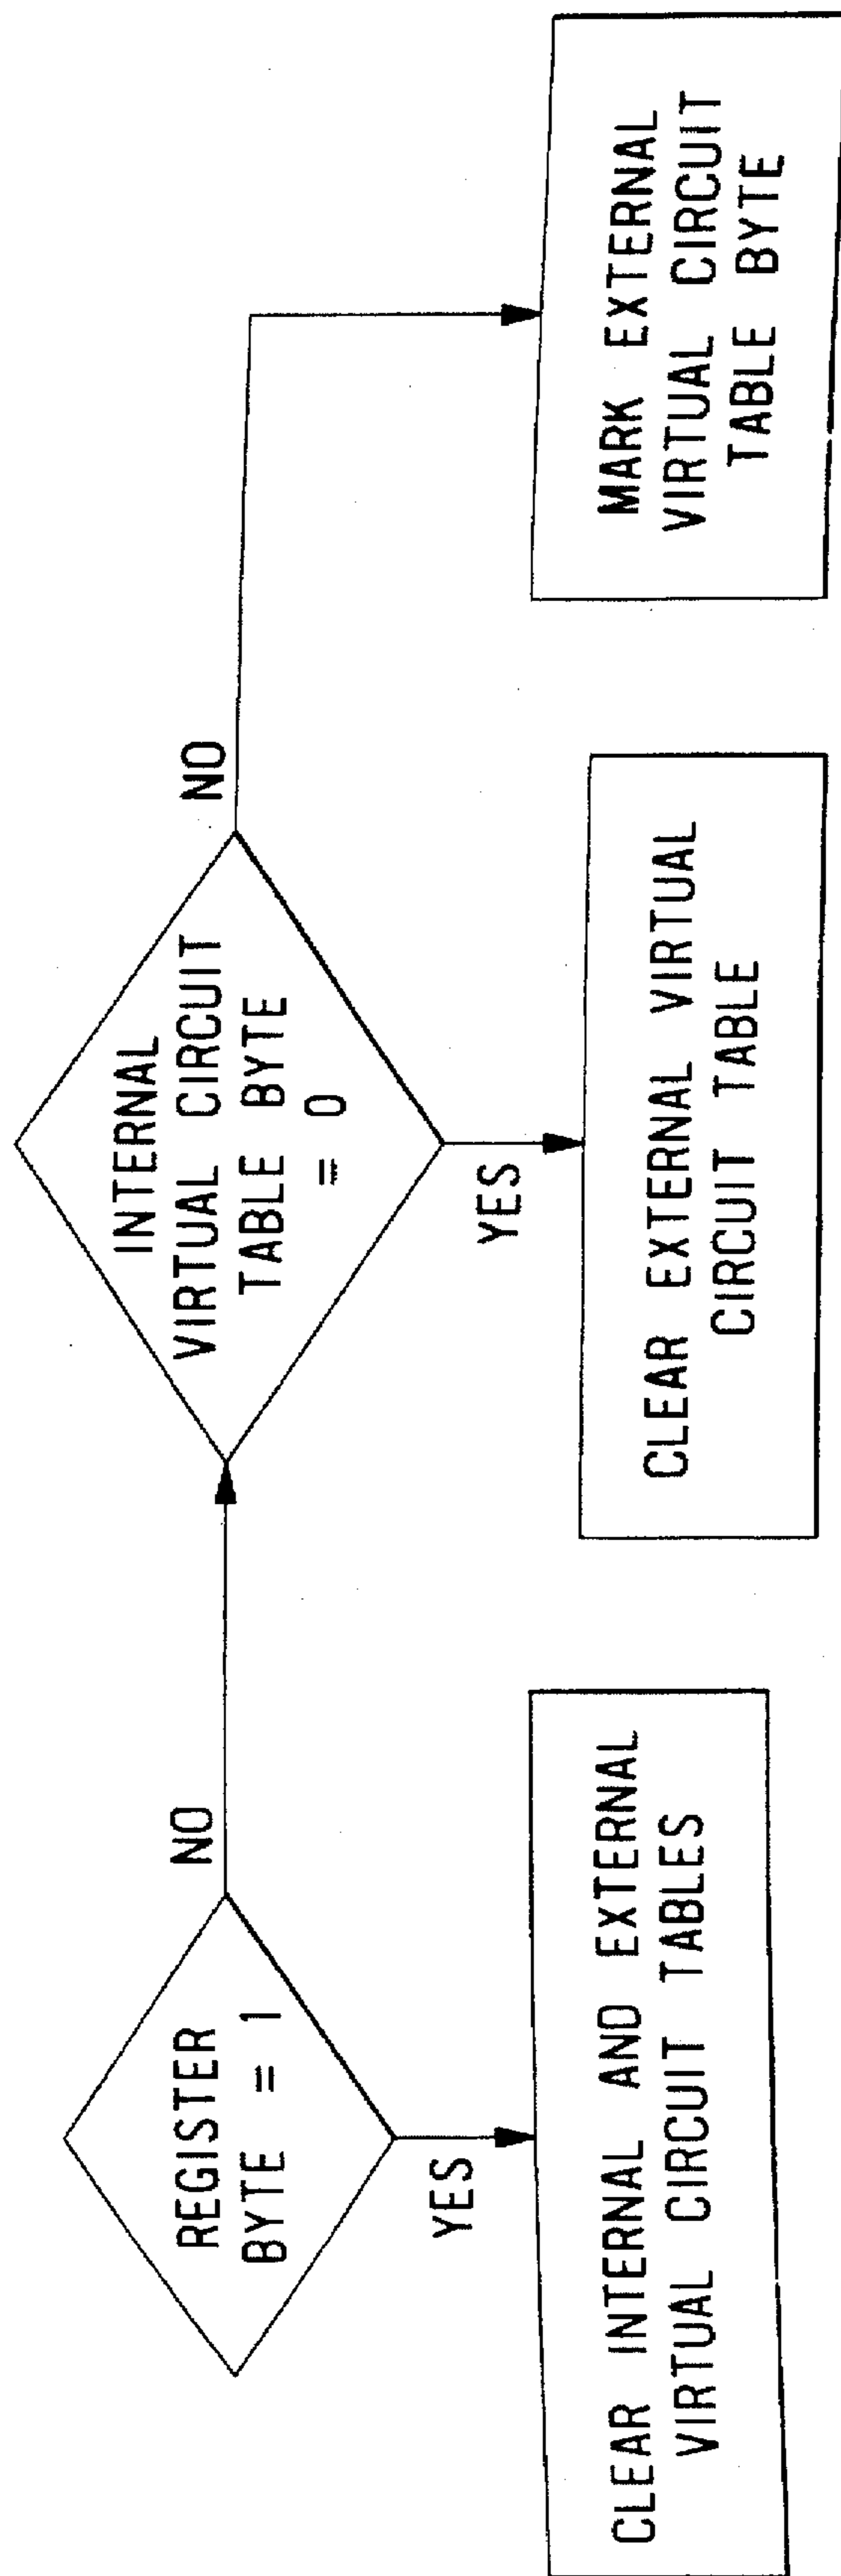 REGISTER
BYTE = 1
NO
YES
CLEAR INTERNAL AND EXTERNAL
VIRTUAL CIRCUIT TABLES
INTERNAL
VIRTUAL CIRCUIT
TABLE BYTE
= 0
NO
YES
CLEAR EXTERNAL VIRTUAL
CIRCUIT TABLE
MARK EXTERNAL
VIRTUAL CIRCUIT
TABLE BYTE